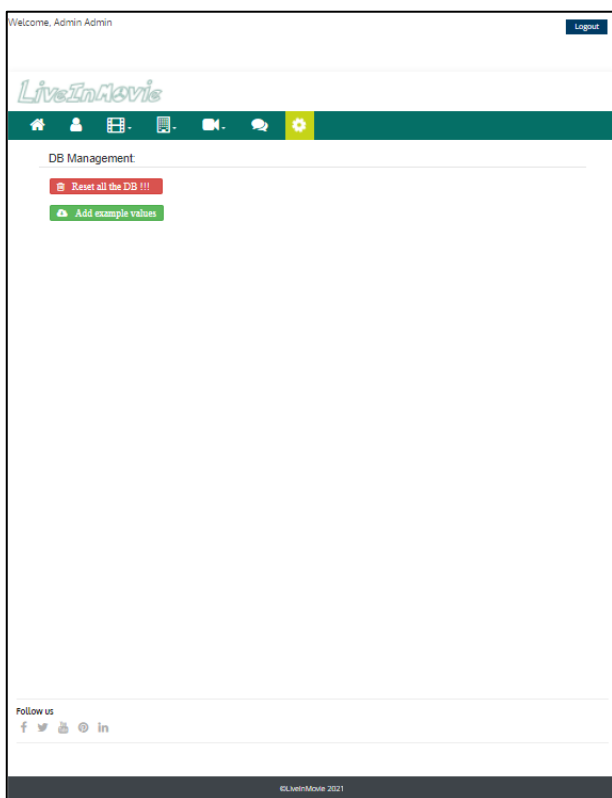 Welcome, Admin Admin
Logout
LiveInMovie
DB Management:
Reset all the DB !!!
Add example values
Follow us
©LiveInMovie 2021